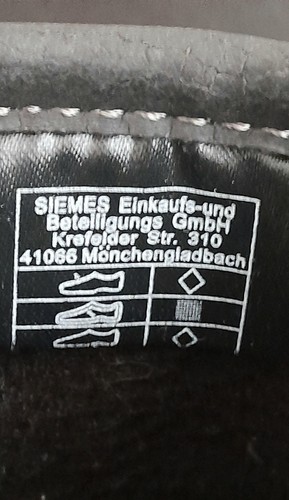 SIEMES Einkaufs-und
Beteiligungs GmbH
Krefelder Str. 310
41066 Mönchengladbach